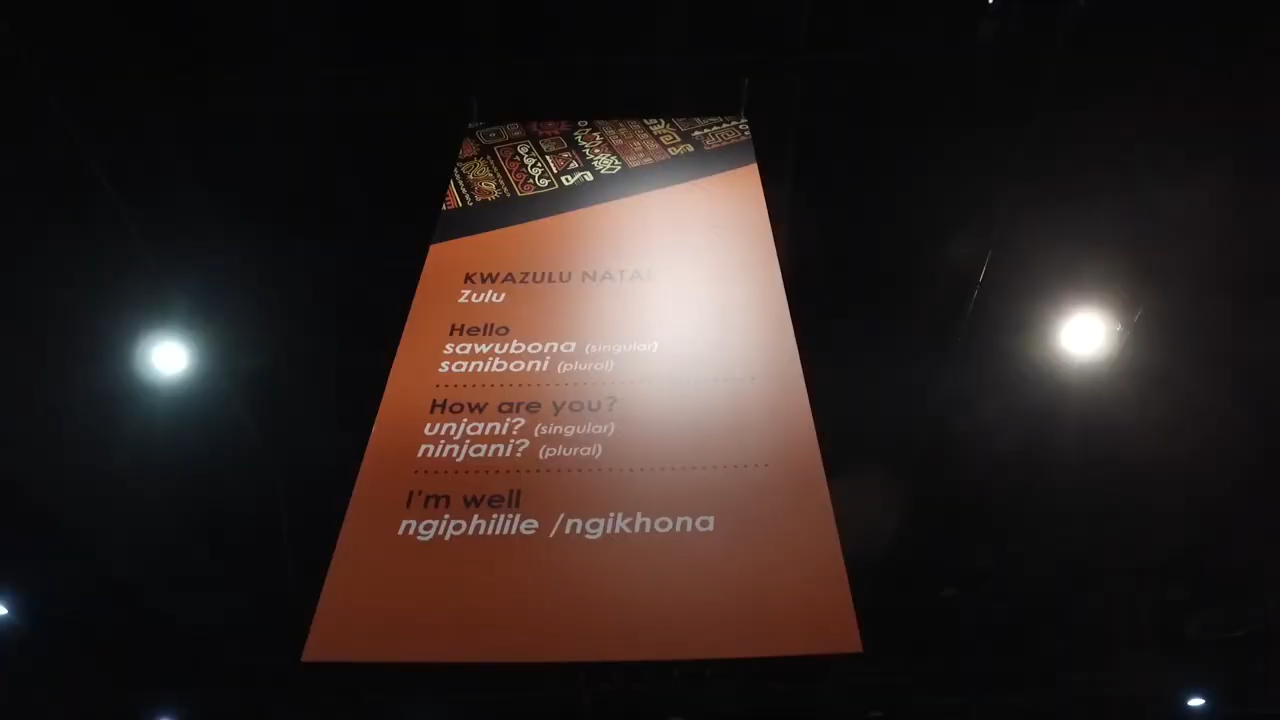 KWAZULU NATAL
Zulu
Hello
sawubona (singular)
saniboni (plural)
How are you?
unjani? (singular)
ninjani? (plural)
I'm well
ngiphilile /ngikhona